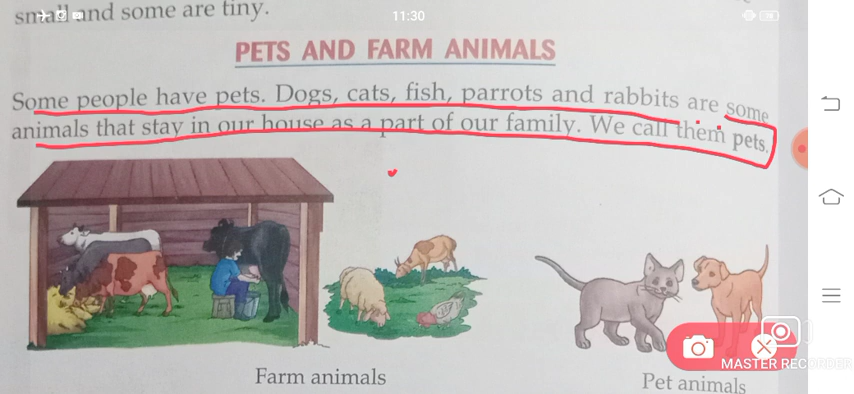 small and some are tiny.
11:30
PETS AND FARM ANIMALS
Some people have pets. Dogs, cats, fish, parrots and rabbits are some
animals that stay in our house as a part of our family. We call them pets.
MASTER RECORDER
Farm animals
Pet animals